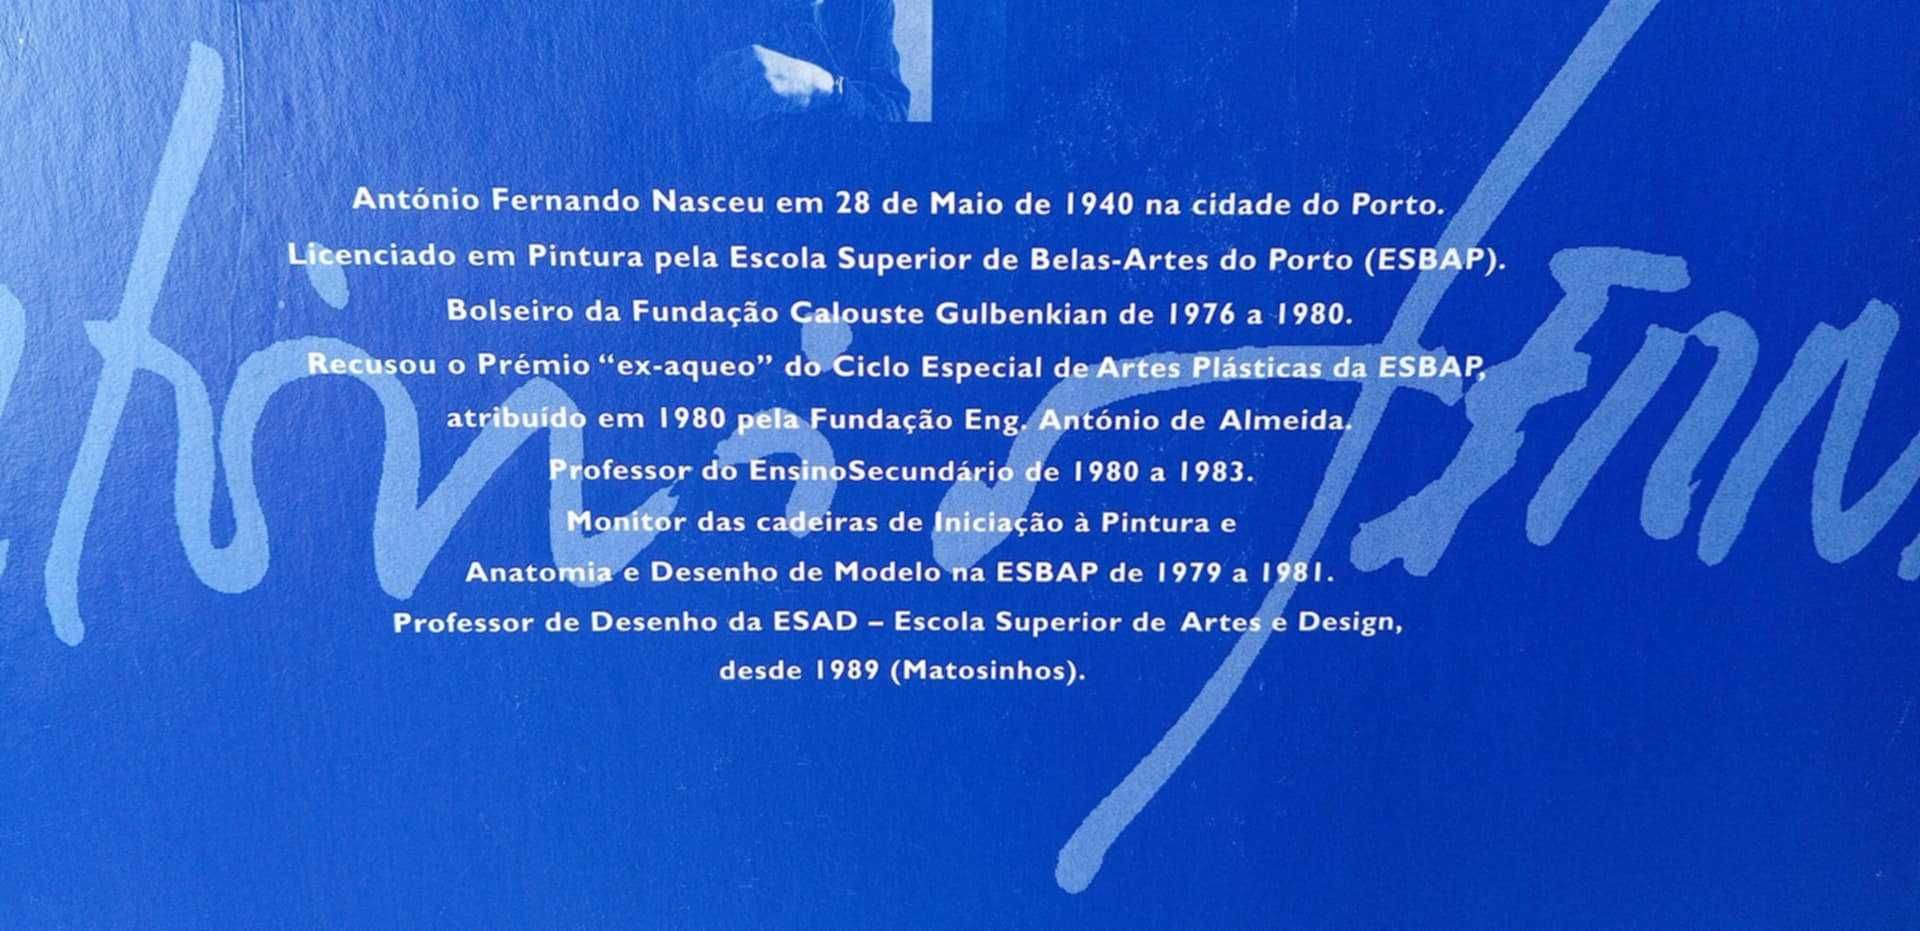 António Fernando Nasceu em 28 de Maio de 1940 na cidade do Porto.
Licenciado em Pintura pela Escola Superior de Belas-Artes do Porto (ESBAP).
Bolseiro da Fundação Calouste Gulbenkian de 1976 a 1980.
Recusou o Prémio “ex-aqueo” do Ciclo Especial de Artes Plásticas da ESBAP,
atribuído em 1980 pela Fundação Eng. António de Almeida.
Professor do EnsinoSecundário de 1980 a 1983.
Monitor das cadeiras de Iniciação à Pintura e
Anatomia e Desenho de Modelo na ESBAP de 1979 a 1981.
Professor de Desenho da ESAD – Escola Superior de Artes e Design,
desde 1989 (Matosinhos).